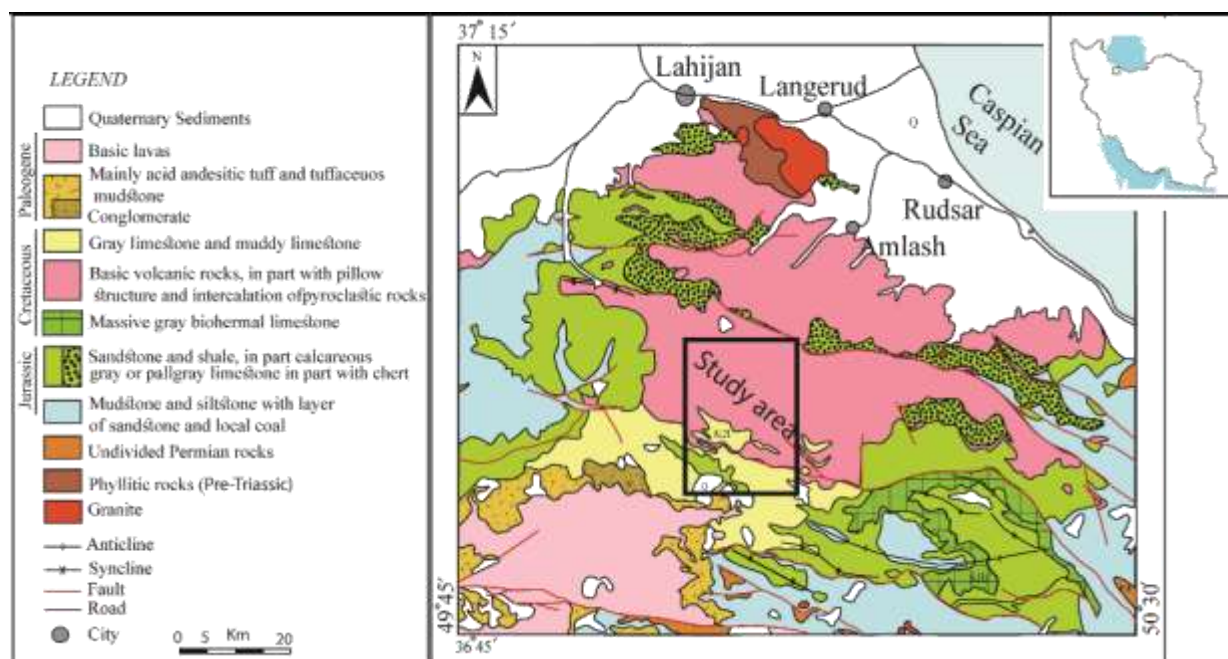 LEGEND
Quaternary Sediments
Basic lavas
Mainly acid andesitic tuff and tuffaceuos
mudstone
Conglomerate
Gray limestone and muddy limestone
Basic volcanic rocks, in part with pillow
structure and intercalation ofpyroclastic rocks
Massive gray biohermal limestone
Sandstone and shale, in part calcareous
gray or pallgray limestone in part with chert
Mudstone and siltstone with layer
of sandstone and local coal
Undivided Permian rocks
Phyllitic rocks (Pre-Triassic)
Granite
Anticline
Syncline
Fault
Road
City
0 5 Km 20
Paleogene
Cretaceous
Jurassic
37° 15´
N
Lahijan
Langerud
Caspian
Sea
Q
Rudsar
Amlash
Study area
49°45´
36°45´
50°30´